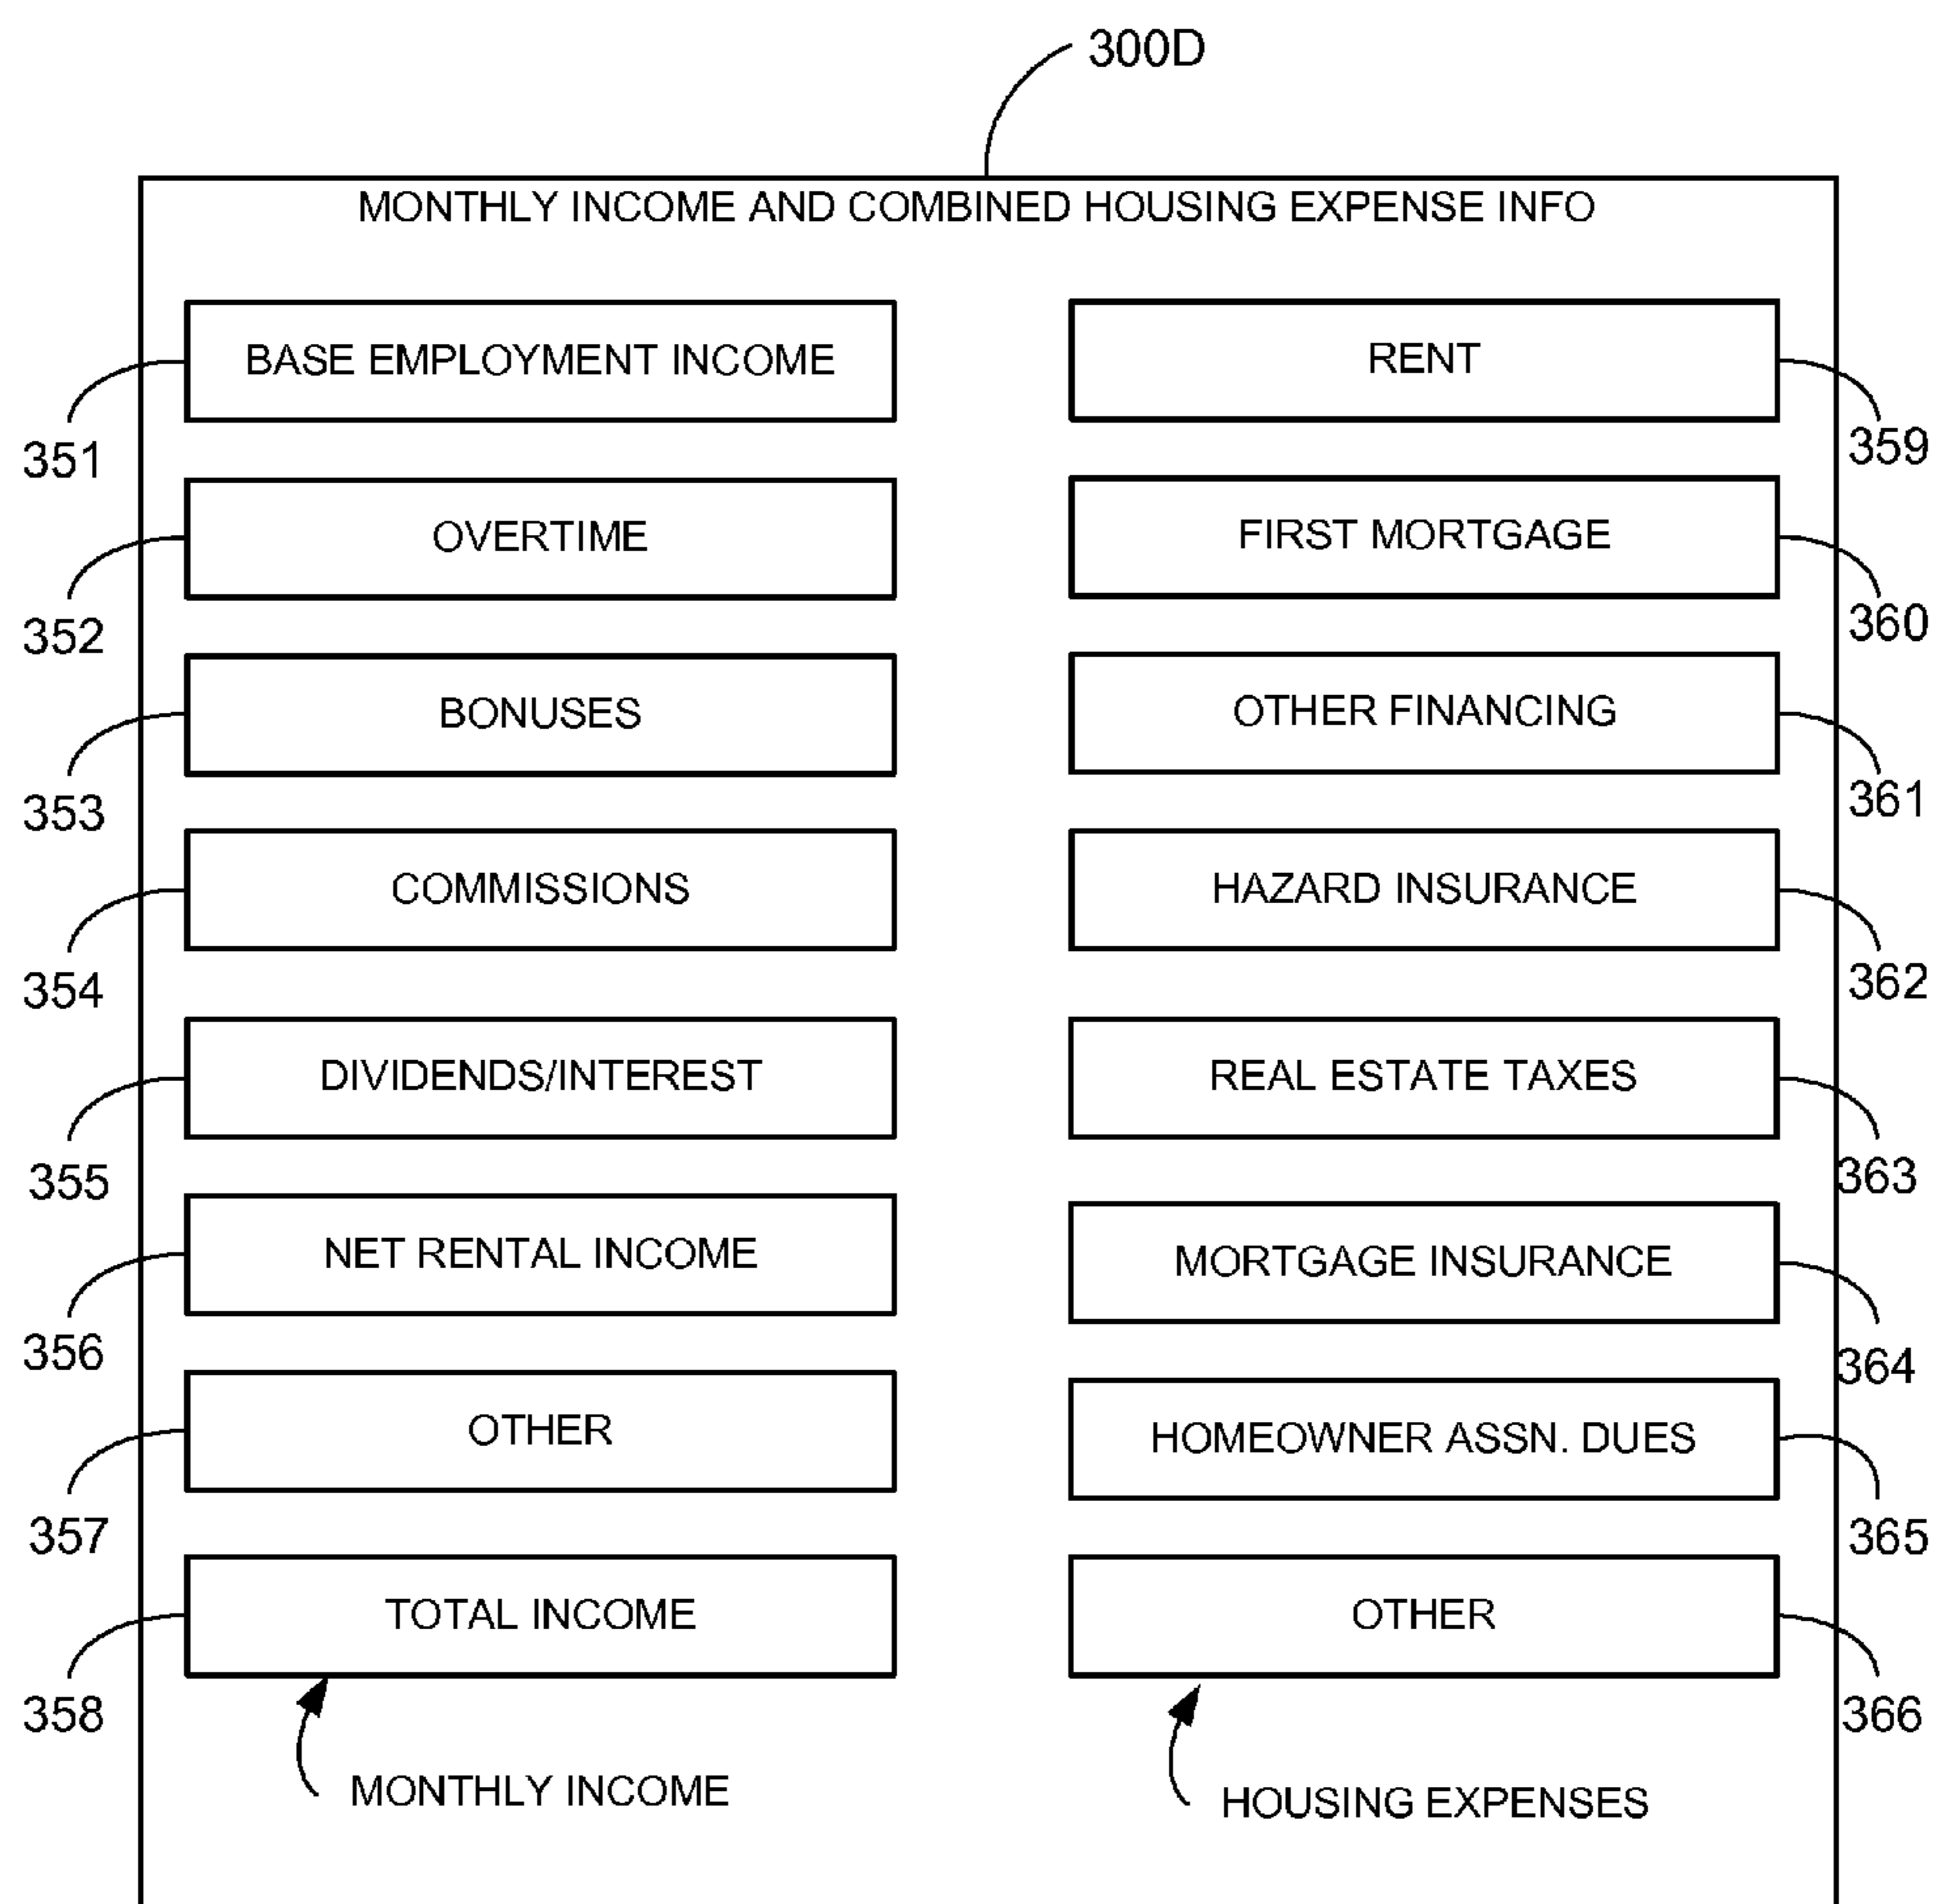 300D
MONTHLY INCOME AND COMBINED HOUSING EXPENSE INFO
BASE EMPLOYMENT INCOME
351
OVERTIME
352
BONUSES
353
COMMISSIONS
354
DIVIDENDS/INTEREST
355
NET RENTAL INCOME
356
OTHER
357
TOTAL INCOME
358
MONTHLY INCOME
RENT
359
FIRST MORTGAGE
360
OTHER FINANCING
361
HAZARD INSURANCE
362
REAL ESTATE TAXES
363
MORTGAGE INSURANCE
364
HOMEOWNER ASSN. DUES
365
OTHER
366
HOUSING EXPENSES